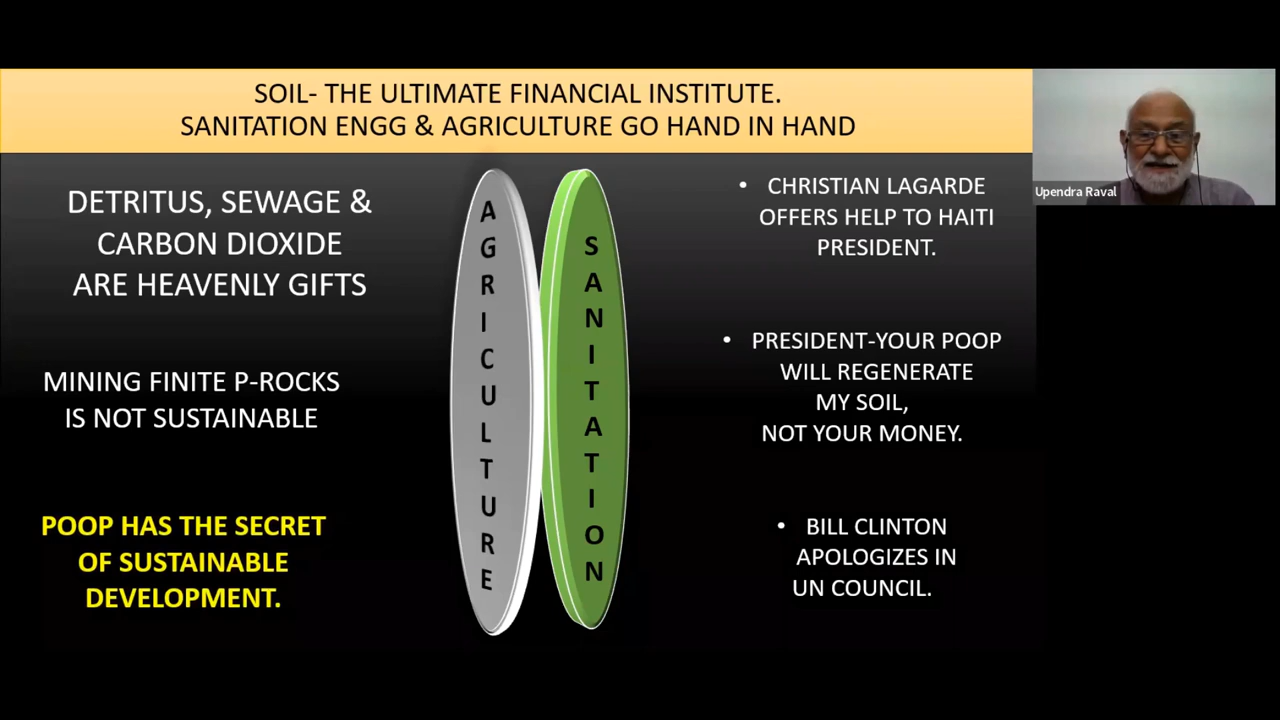 SOIL- THE ULTIMATE FINANCIAL INSTITUTE.
SANITATION ENGG & AGRICULTURE GO HAND IN HAND
DETRITUS, SEWAGE &
CARBON DIOXIDE
ARE HEAVENLY GIFTS
MINING FINITE P-ROCKS
IS NOT SUSTAINABLE
POOP HAS THE SECRET
OF SUSTAINABLE
DEVELOPMENT.
AGRICULTURE
SANITATION
• CHRISTIAN LAGARDE
OFFERS HELP TO HAITI
PRESIDENT.
• PRESIDENT-YOUR POOP
WILL REGENERATE
MY SOIL,
NOT YOUR MONEY.
• BILL CLINTON
APOLOGIZES IN
UN COUNCIL.
Upendra Raval